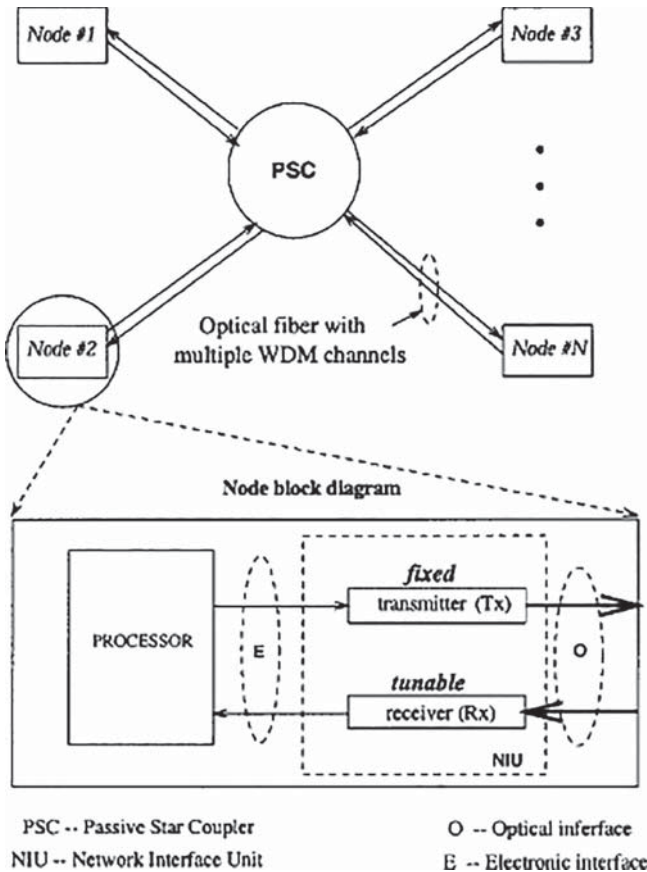 Node #1
Node #3
PSC
Optical fiber with
multiple WDM channels
Node #2
Node #N
Node block diagram
PROCESSOR
E
fixed
transmitter (Tx)
O
tunable
receiver (Rx)
NIU
PSC -- Passive Star Coupler
O -- Optical inferface
NIU -- Network Interface Unit
E -- Electronic interface